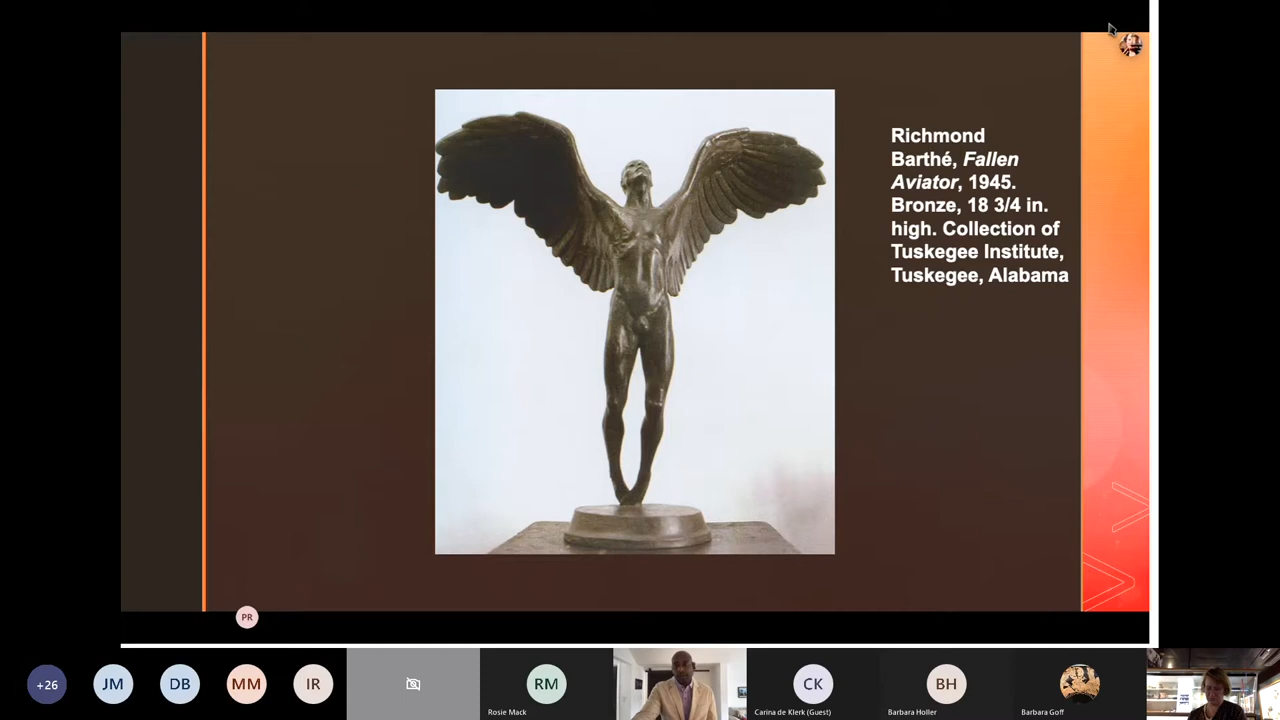 Richmond
Barthé, Fallen
Aviator, 1945.
Bronze, 18 3/4 in.
high. Collection of
Tuskegee Institute,
Tuskegee, Alabama
PR
+26
JM
DB
MM
IR
RM
Rosie Mack
CK
Carina de Klerk (Guest)
BH
Barbara Holler
Barbara Goff